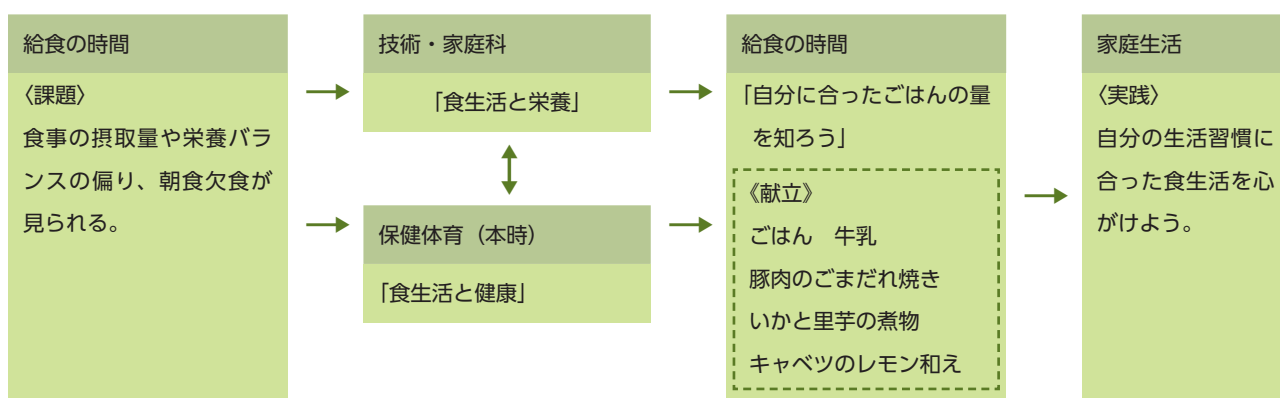 給食の時間
〈課題〉
食事の摂取量や栄養バラ
ンスの偏り、朝食欠食が
見られる。
技術・家庭科
「食生活と栄養」
保健体育（本時）
「食生活と健康」
給食の時間
「自分に合ったごはんの量
を知ろう」
《献立》
ごはん　牛乳
豚肉のごまだれ焼き
いかと里芋の煮物
キャベツのレモン和え
家庭生活
〈実践〉
自分の生活習慣に
合った食生活を心
がけよう。